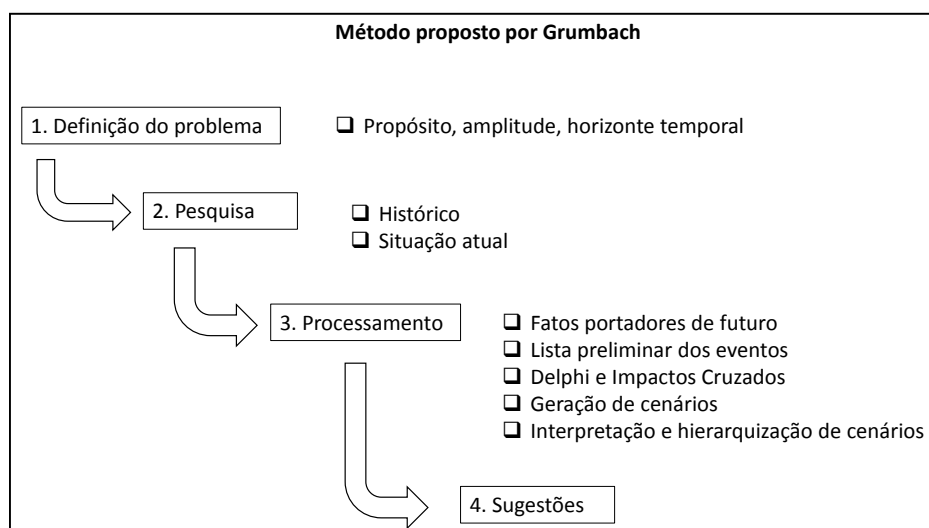 Método proposto por Grumbach
1. Definição do problema
Propósito, amplitude, horizonte temporal
2. Pesquisa
Histórico
Situação atual
3. Processamento
Fatos portadores de futuro
Lista preliminar dos eventos
Delphi e Impactos Cruzados
Geração de cenários
Interpretação e hierarquização de cenários
4. Sugestões